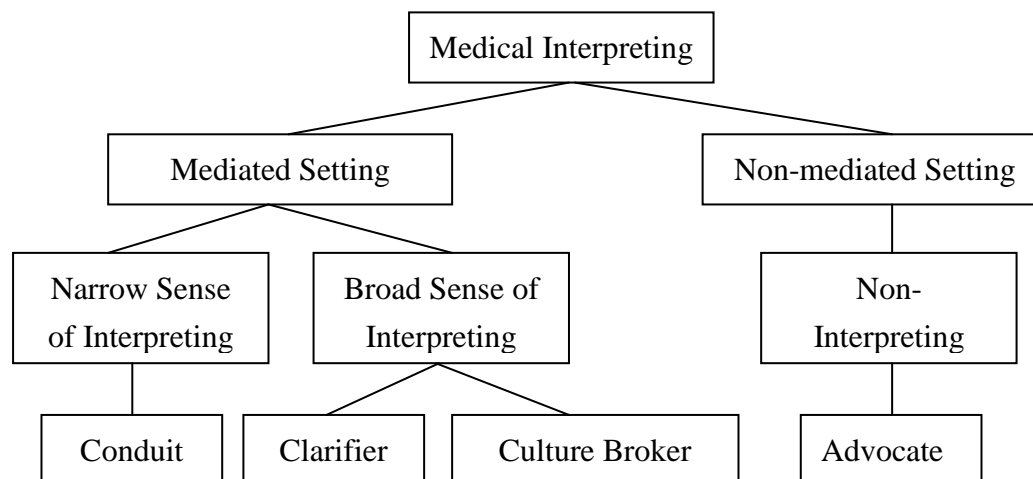 Medical Interpreting
Mediated Setting
Non-mediated Setting
Narrow Sense
of Interpreting
Broad Sense of
Interpreting
Non-
Interpreting
Conduit
Clarifier
Culture Broker
Advocate